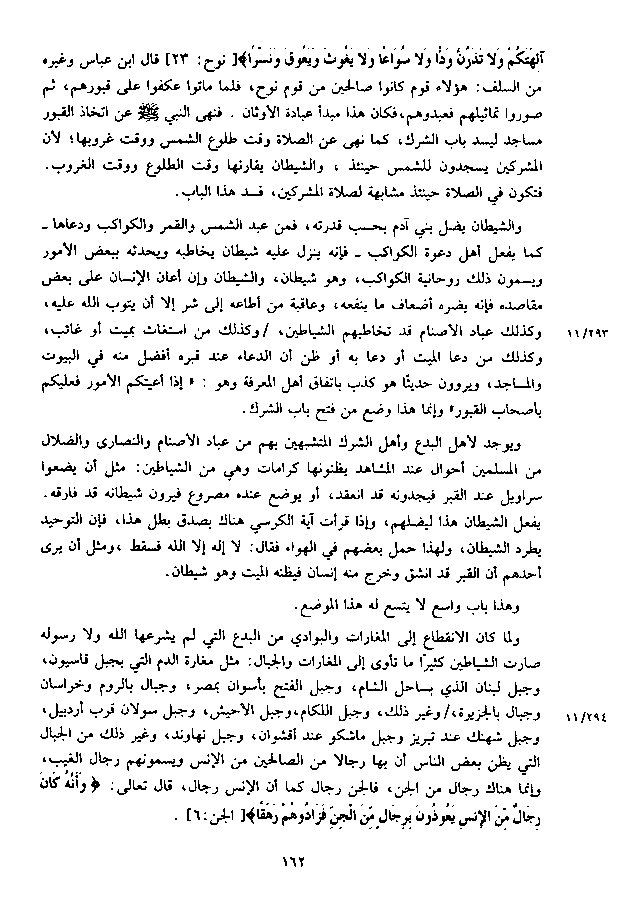 آلِهَتَكُمْ وَلا تَذَرُنَّ وَدًّا وَلا سُوَاعًا وَلا يَغُوثَ وَيَعُوقَ وَنَسْرًا﴾[ نوح: ٢٣] قال ابن عباس وغيره
من السلف: هؤلاء قوم كانوا صالحين من قوم نوح، فلما ماتوا عكفوا على قبورهم، ثم
صوروا تماثيلهم فعبدوهم،فكان هذا مبدأ عبادة الأوثان . فنهى النبي ﷺ عن اتخاذ القبور
مساجد ليسد باب الشرك، كما نهى عن الصلاة وقت طلوع الشمس ووقت غروبها؛ لأن
المشركين يسجدون للشمس حينئذ ، والشيطان يقارنها وقت الطلوع ووقت الغروب.
فتكون في الصلاة حينئذ مشابهة لصلاة المشركين، فسد هذا الباب.
والشيطان يضل بني آدم بحسب قدرته، فمن عبد الشمس والقمر والكواكب ودعاها ـ
كما يفعل أهل دعوة الكواكب ـ فإنه ينزل عليه شيطان يخاطبه ويحدثه ببعض الأمور
ويسمون ذلك روحانية الكواكب، وهو شيطان، والشيطان وإن أعان الإنسان على بعض
مقاصده فإنه يضره أضعاف ما ينفعه، وعاقبة من أطاعه إلى شر إلا أن يتوب الله عليه،
وكذلك عباد الأصنام قد تخاطبهم الشياطين، /وكذلك من استغاث بميت أو غائب،
١١/٢٩٣
وكذلك من دعا الميت أو دعا به أو ظن أن الدعاء عند قبره أفضل منه في البيوت
والمساجد، ويروون حديثًا هو كذب باتفاق أهل المعرفة وهو : « إذا أعيتكم الأمور فعليكم
بأصحاب القبور» وإنما هذا وضع من فتح باب الشرك.
ويوجد لأهل البدع وأهل الشرك المتشبهين بهم من عباد الأصنام والنصارى والضلال
من المسلمين أحوال عند المشاهد يظنونها كرامات وهي من الشياطين: مثل أن يضعوا
سراويل عند القبر فيجدونه قد انعقد، أو يوضع عنده مصروع فيرون شيطانه قد فارقه.
يفعل الشيطان هذا ليضلهم، وإذا قرأت آية الكرسي هناك بصدق بطل هذا، فإن التوحيد
يطرد الشيطان، ولهذا حمل بعضهم في الهواء فقال: لا إله إلا الله فسقط ،ومثل أن يرى
أحدهم أن القبر قد انشق وخرج منه إنسان فيظنه الميت وهو شيطان.
وهذا باب واسع لا يتسع له هذا الموضع.
ولما كان الانقطاع إلى المغارات والبوادي من البدع التي لم يشرعها الله ولا رسوله
صارت الشياطين كثيرًا ما تأوى إلى المغارات والجبال: مثل مغارة الدم التي بجبل قاسيون،
وجبل لبنان الذي بساحل الشام، وجبل الفتح بأسوان بمصر، وجبال بالروم وخراسان
وجبال بالجزيرة،/وغير ذلك، وجبل اللكام،وجبل الأحيش، وجبل سولان قرب أردبيل،
١١/٢٩٤
وجبل شهنك عند تبريز وجبل ماشكو عند أقشوان، وجبل نهاوند، وغير ذلك من الجبال
التي يظن بعض الناس أن بها رجالا من الصالحين من الإنس ويسمونهم رجال الغيب،
وإنما هناك رجال من الجن، فالجن رجال كما أن الإنس رجال، قال تعالى: ﴿ وَأَنَّهُ كَانَ
رِجَالٌ مِّنَ الإِنسِ يَعُوذُونَ بِرِجَالٍ مِّنَ الْجِنِّ فَزَادُوهُمْ رَهَقًا﴾[ الجن:٦] .
١٦٢